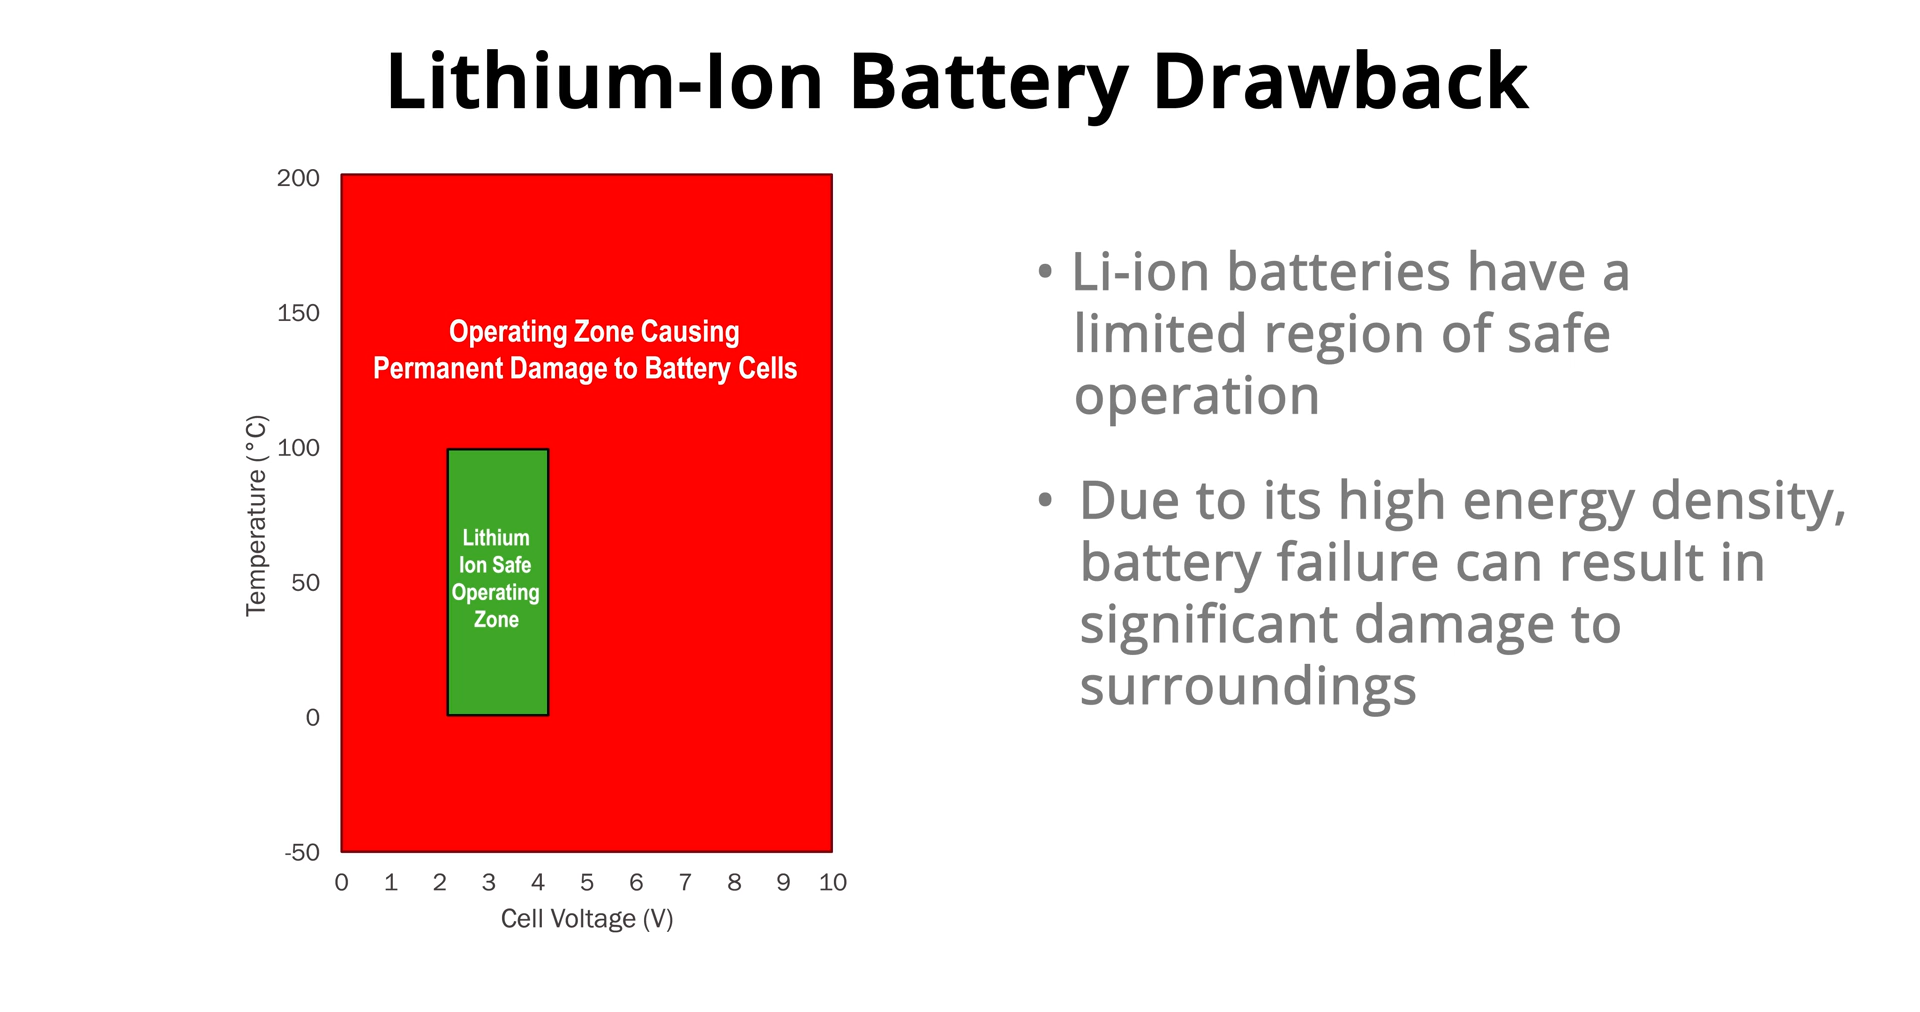 Lithium-Ion Battery Drawback
200
150
100
50
0
-50
Temperature (°C)
Operating Zone Causing
Permanent Damage to Battery Cells
Lithium
Ion Safe
Operating
Zone
0 1 2 3 4 5 6 7 8 9 10
Cell Voltage (V)
• Li-ion batteries have a
limited region of safe
operation
• Due to its high energy density,
battery failure can result in
significant damage to
surroundings